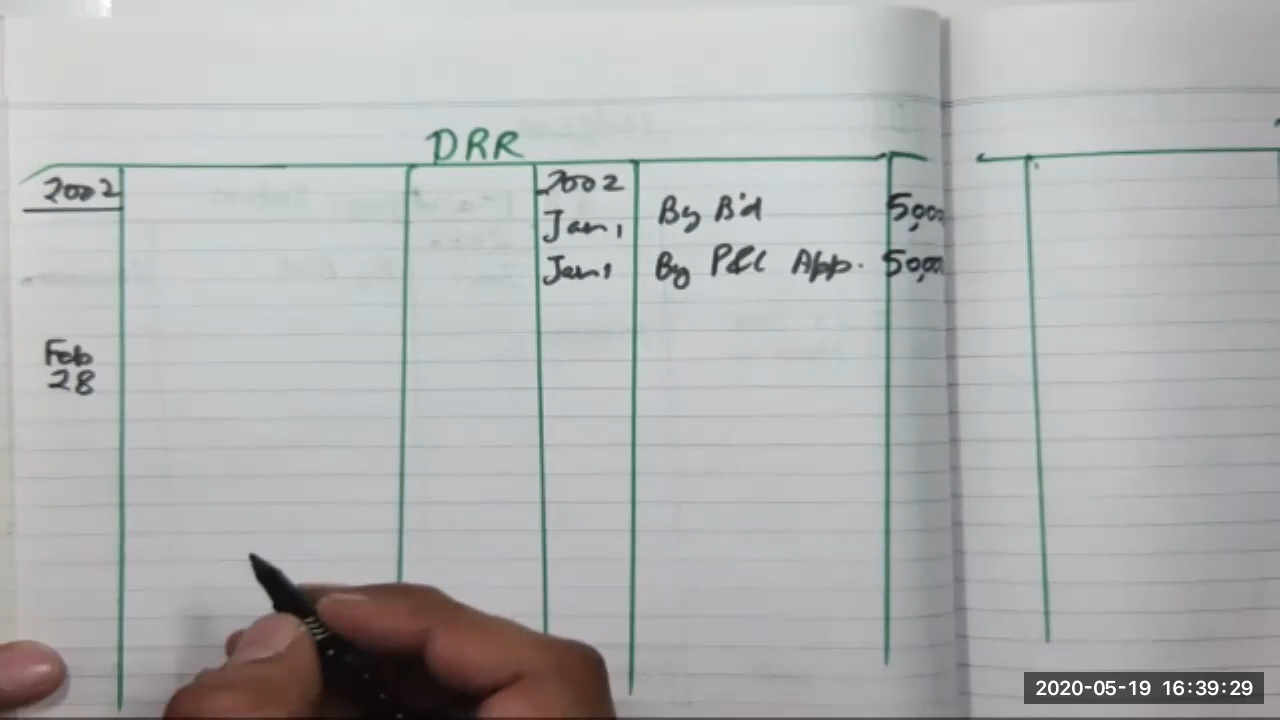 DRR
2002
Feb
28
2002
Jan 1 By B'd 5,000
Jan 1 By P&L App. 50,000
2020-05-19 16:39:29